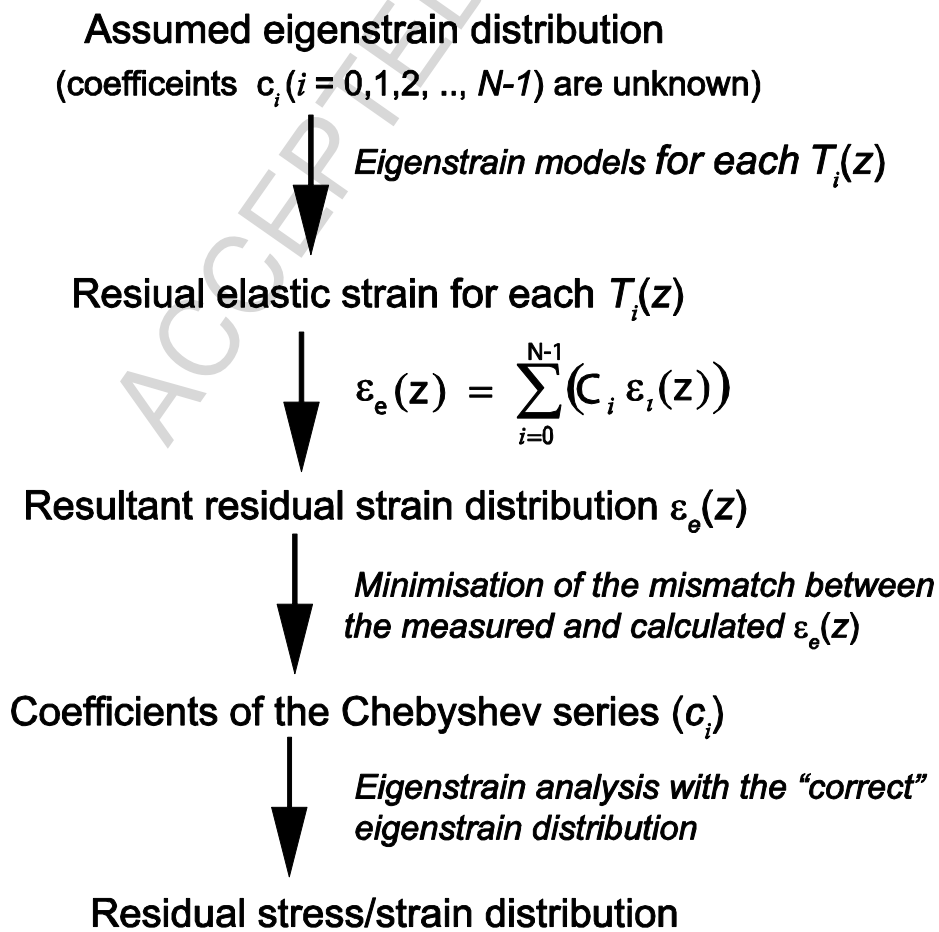 Assumed eigenstrain distribution
(coefficeints c_i (i = 0,1,2, .., N-1) are unknown)
Eigenstrain models for each T_i(z)
Resiual elastic strain for each T_i(z)
ε_e(z) = ∑_{i=0}^{N-1}(C_i ε_i(z))
Resultant residual strain distribution ε_e(z)
Minimisation of the mismatch between
the measured and calculated ε_e(z)
Coefficients of the Chebyshev series (c_i)
Eigenstrain analysis with the “correct”
eigenstrain distribution
Residual stress/strain distribution
ACCEPTE